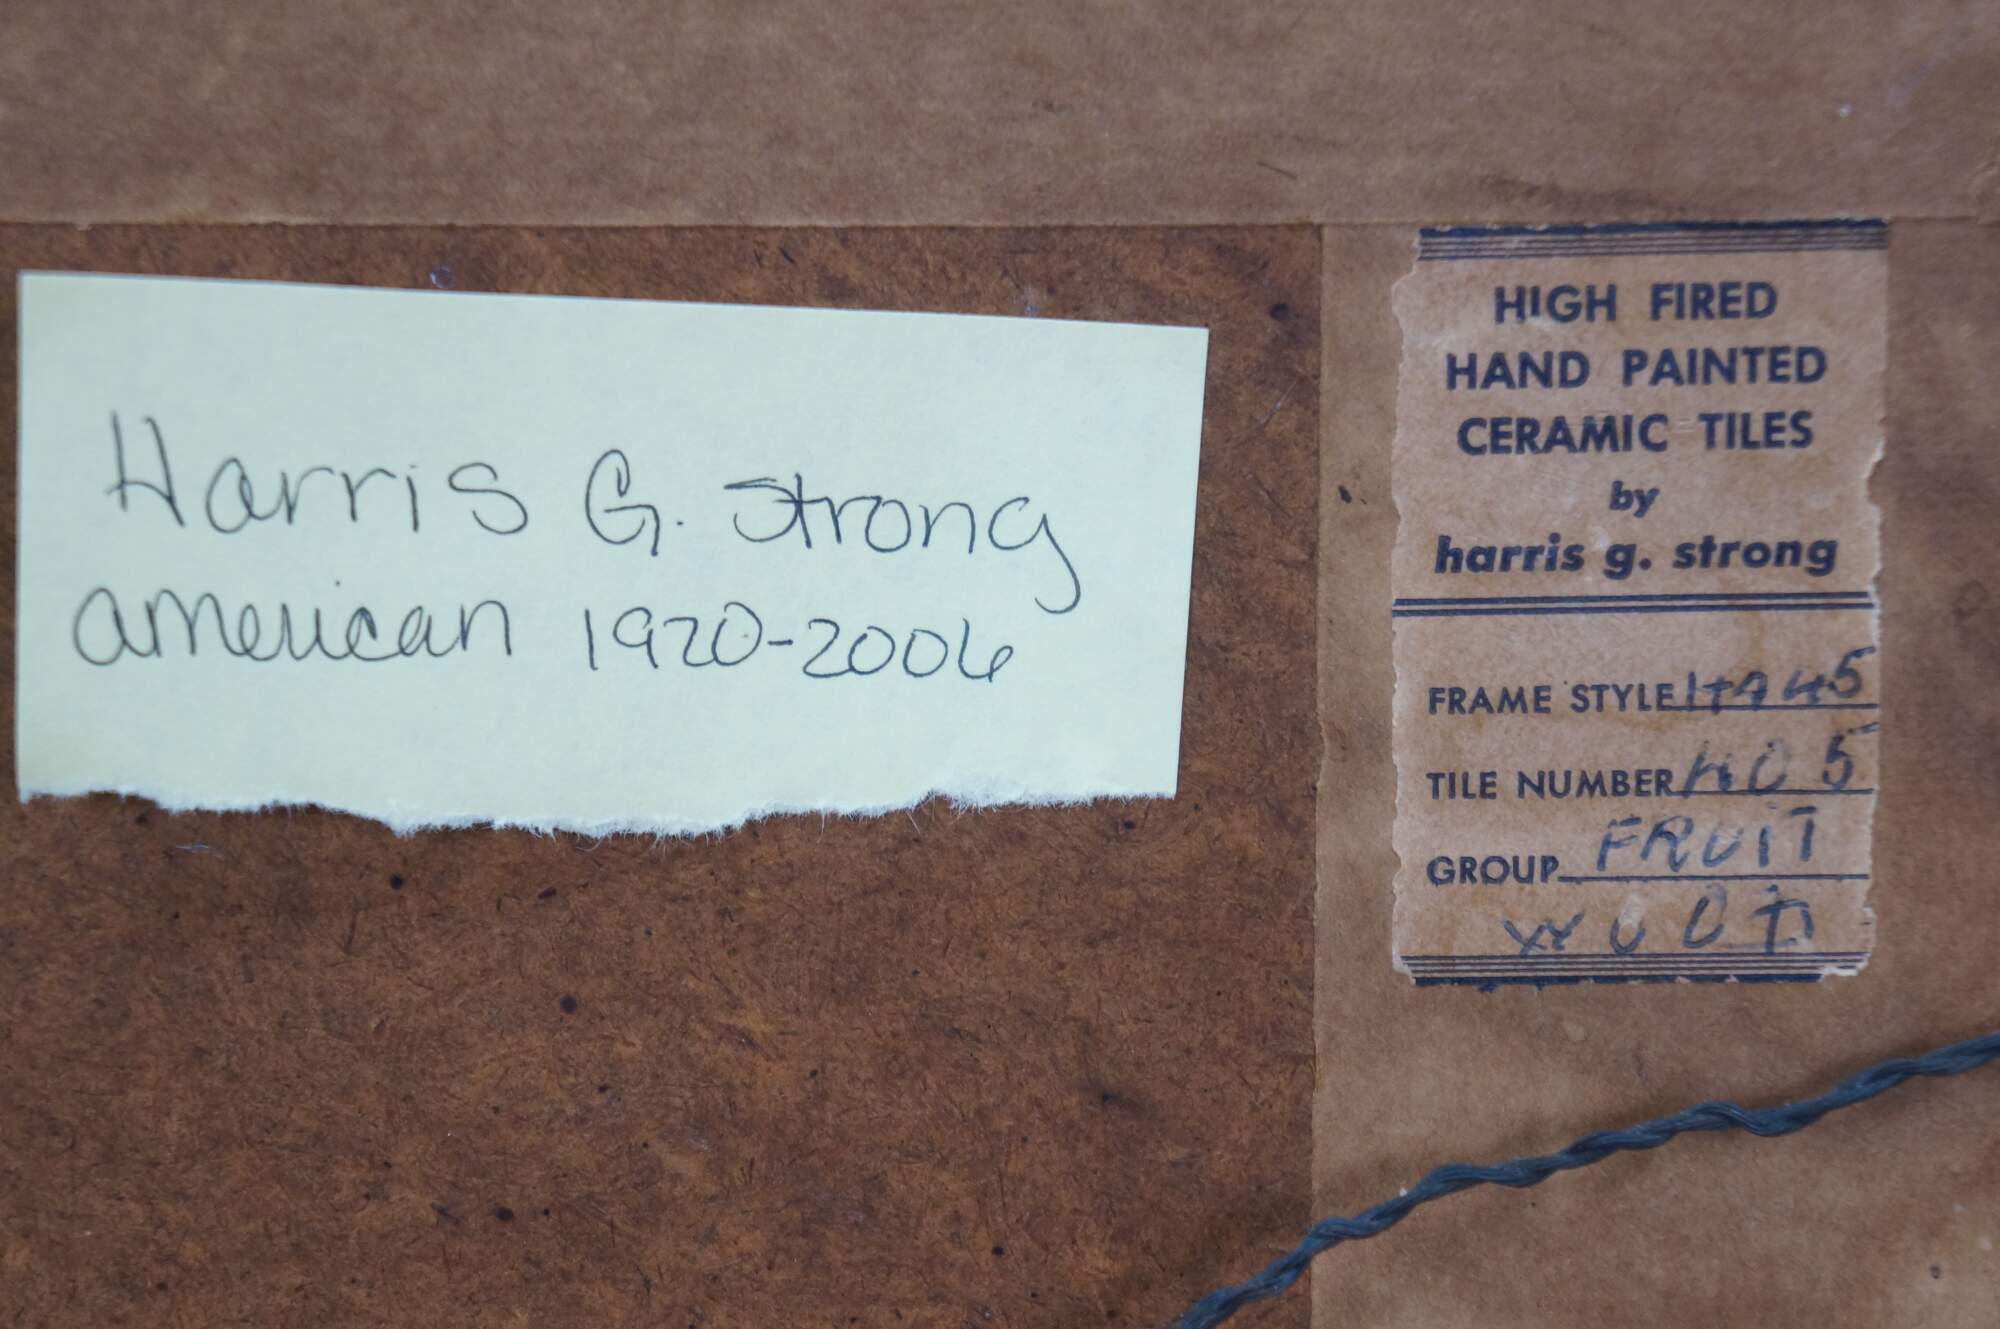 Harris G. Strong
american 1920-2006
HIGH FIRED
HAND PAINTED
CERAMIC TILES
by
harris g. strong
FRAME STYLE
TILE NUMBER
GROUP FRUIT
WOOD